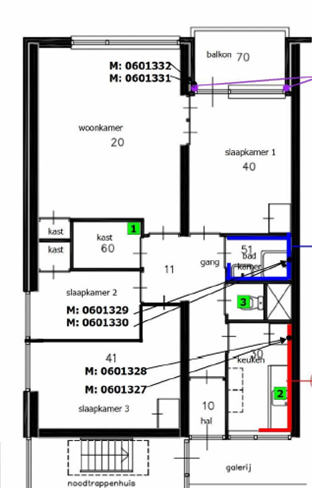 balkon 70
M: 0601332
M: 0601331
woonkamer
20
slaapkamer 1
40
kast
kast
kast
60
1
11
gang
51
bad
kamer
slaapkamer 2
M: 0601329
M: 0601330
3
41
M: 0601328
M: 0601327
keuken
30
2
slaapkamer 3
10
hal
noodtrappenhuis
galerij